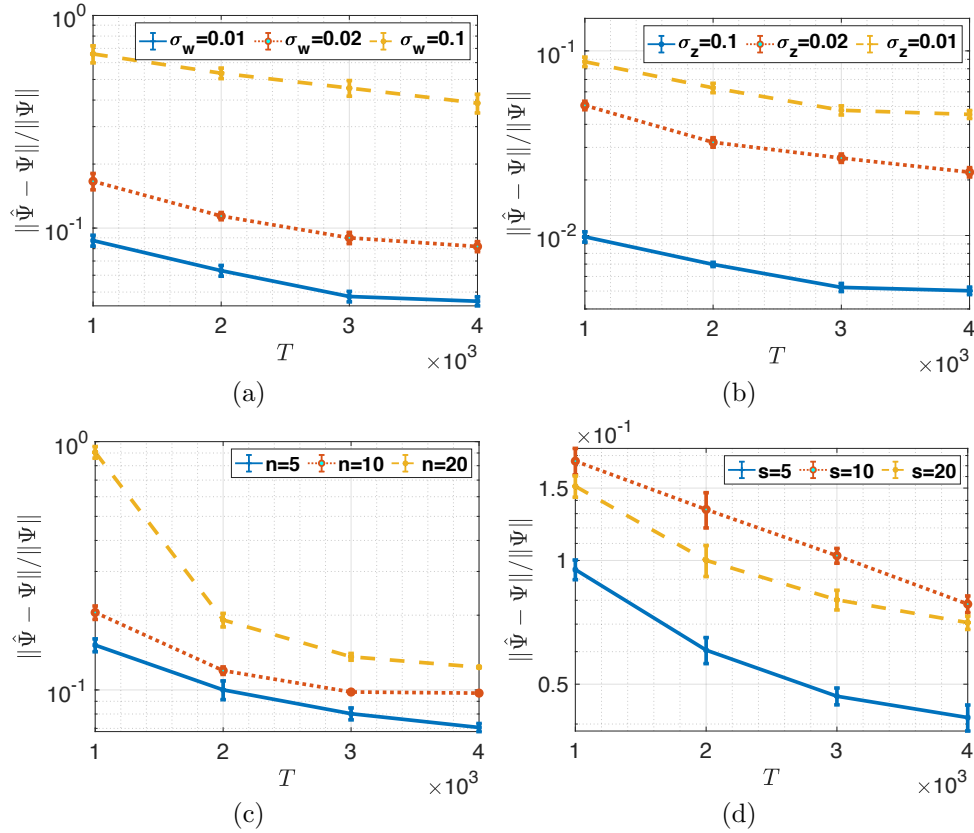 σw=0.01 σw=0.02 σw=0.1
10^0
10^-1
‖Ψ̂ − Ψ‖/‖Ψ‖
1 2 3 4
T
×10^3
(a)
σz=0.1 σz=0.02 σz=0.01
10^-1
10^-2
‖Ψ̂ − Ψ‖/‖Ψ‖
1 2 3 4
T
×10^3
(b)
n=5 n=10 n=20
10^0
10^-1
‖Ψ̂ − Ψ‖/‖Ψ‖
1 2 3 4
T
×10^3
(c)
×10^-1
s=5 s=10 s=20
1.5
1
0.5
‖Ψ̂ − Ψ‖/‖Ψ‖
1 2 3 4
T
×10^3
(d)